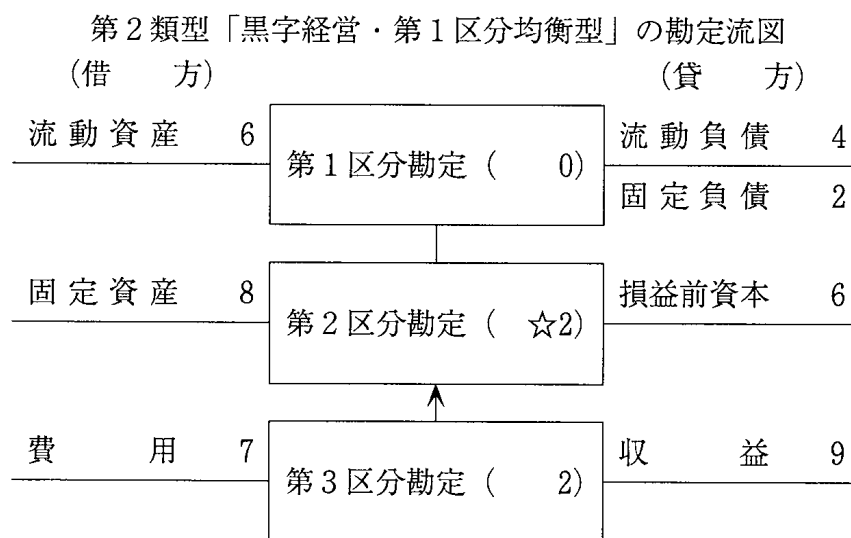 第2類型「黒字経営・第1区分均衡型」の勘定流図
(借 方) (貸 方)
流動資産 6 第1区分勘定 ( 0) 流動負債 4
固定負債 2
固定資産 8 第2区分勘定 ( ☆2) 損益前資本 6
費 用 7 第3区分勘定 ( 2) 収 益 9